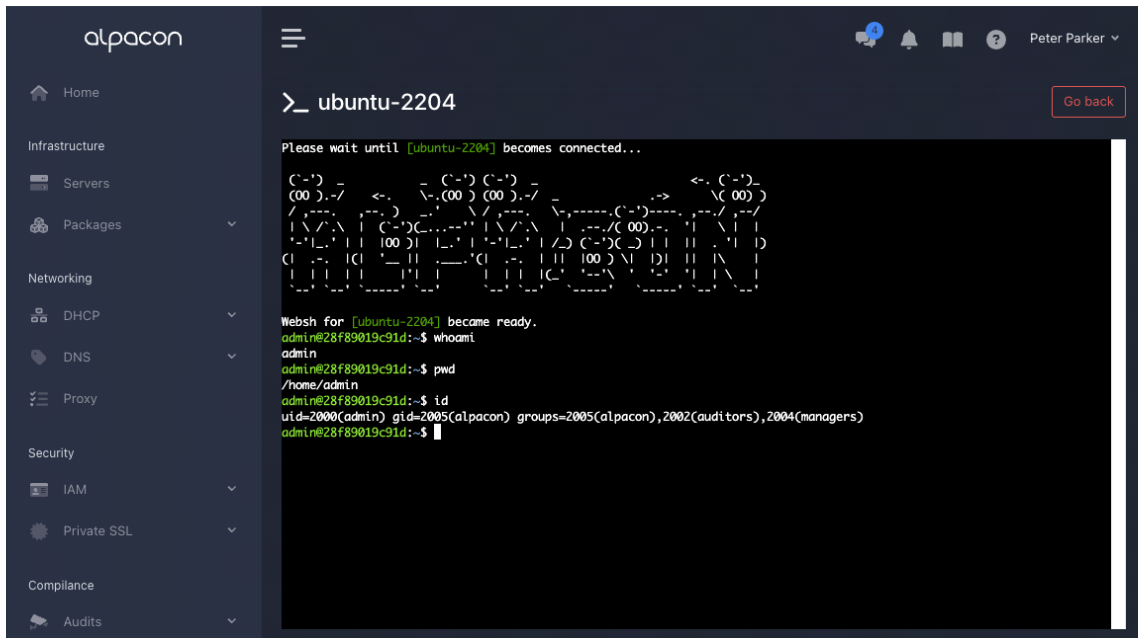 alpacon
4
Peter Parker
Home
Infrastructure
Servers
Packages
Networking
DHCP
DNS
Proxy
Security
IAM
Private SSL
Compliance
Audits
>_ ubuntu-2204
Go back
Please wait until [ubuntu-2204] becomes connected...
ALPACON
Websh for [ubuntu-2204] became ready.
admin@28f89019c91d:~$ whoami
admin
admin@28f89019c91d:~$ pwd
/home/admin
admin@28f89019c91d:~$ id
uid=2000(admin) gid=2005(alpacon) groups=2005(alpacon),2002(auditors),2004(managers)
admin@28f89019c91d:~$